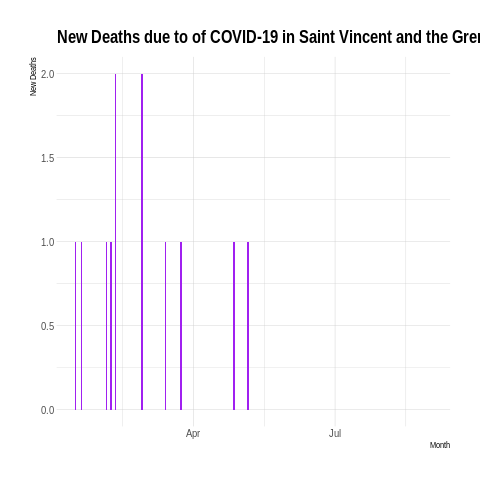 New Deaths due to of COVID-19 in Saint Vincent and the Gren
New Deaths
2.0
1.5
1.0
0.5
0.0
Apr
Jul
Month